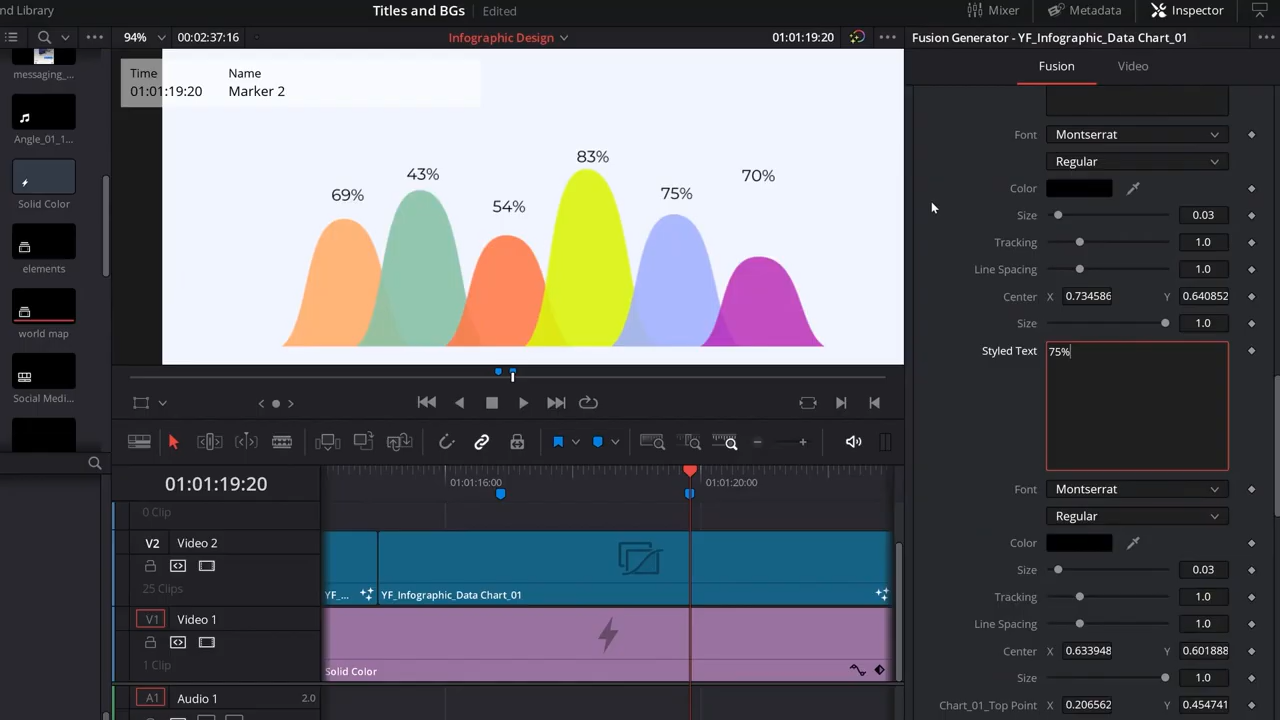 nd Library
Titles and BGs
Edited
Mixer
Metadata
Inspector
94%
00:02:37:16
Infographic Design
01:01:19:20
Fusion Generator - YF_Infographic_Data Chart_01
Fusion
Video
messaging_...
Angle_01_1...
Solid Color
elements
world map
Social Medi...
Time
Name
01:01:19:20
Marker 2
69%
43%
54%
83%
75%
70%
Font
Montserrat
Regular
Color
Size
0.03
Tracking
1.0
Line Spacing
1.0
Center
X
0.734586
Y
0.640852
Size
1.0
Styled Text
75%
Font
Montserrat
Regular
Color
Size
0.03
Tracking
1.0
Line Spacing
1.0
Center
X
0.633948
Y
0.601888
Size
1.0
Chart_01_Top Point
X
0.206562
Y
0.454741
01:01:19:20
01:01:16:00
01:01:20:00
0 Clip
V2
Video 2
25 Clips
YF_...
YF_Infographic_Data Chart_01
V1
Video 1
1 Clip
Solid Color
A1
Audio 1
2.0